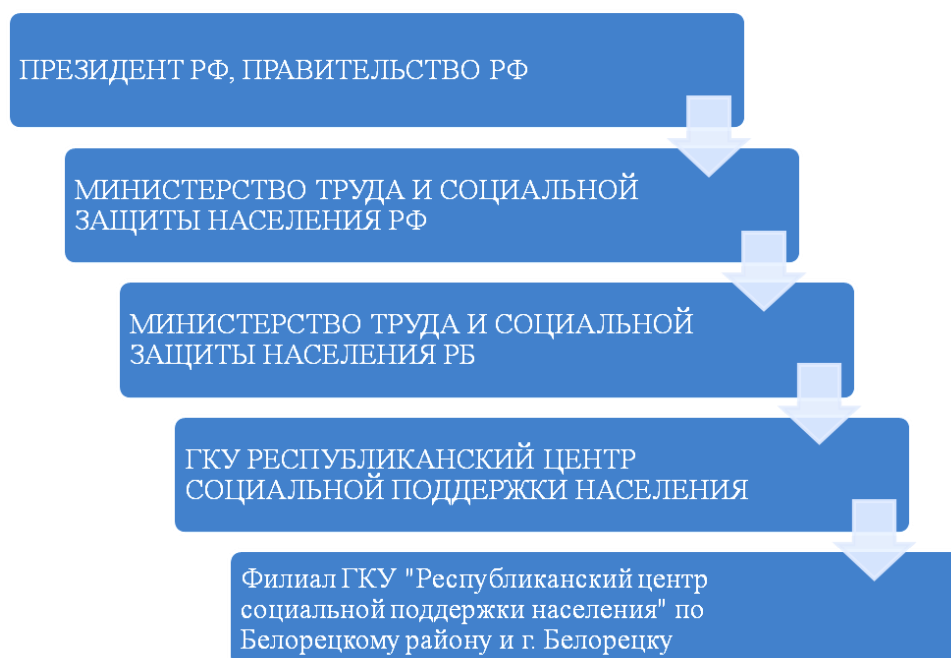 ПРЕЗИДЕНТ РФ, ПРАВИТЕЛЬСТВО РФ
МИНИСТЕРСТВО ТРУДА И СОЦИАЛЬНОЙ
ЗАЩИТЫ НАСЕЛЕНИЯ РФ
МИНИСТЕРСТВО ТРУДА И СОЦИАЛЬНОЙ
ЗАЩИТЫ НАСЕЛЕНИЯ РБ
ГКУ РЕСПУБЛИКАНСКИЙ ЦЕНТР
СОЦИАЛЬНОЙ ПОДДЕРЖКИ НАСЕЛЕНИЯ
Филиал ГКУ "Республиканский центр
социальной поддержки населения" по
Белорецкому району и г. Белорецку